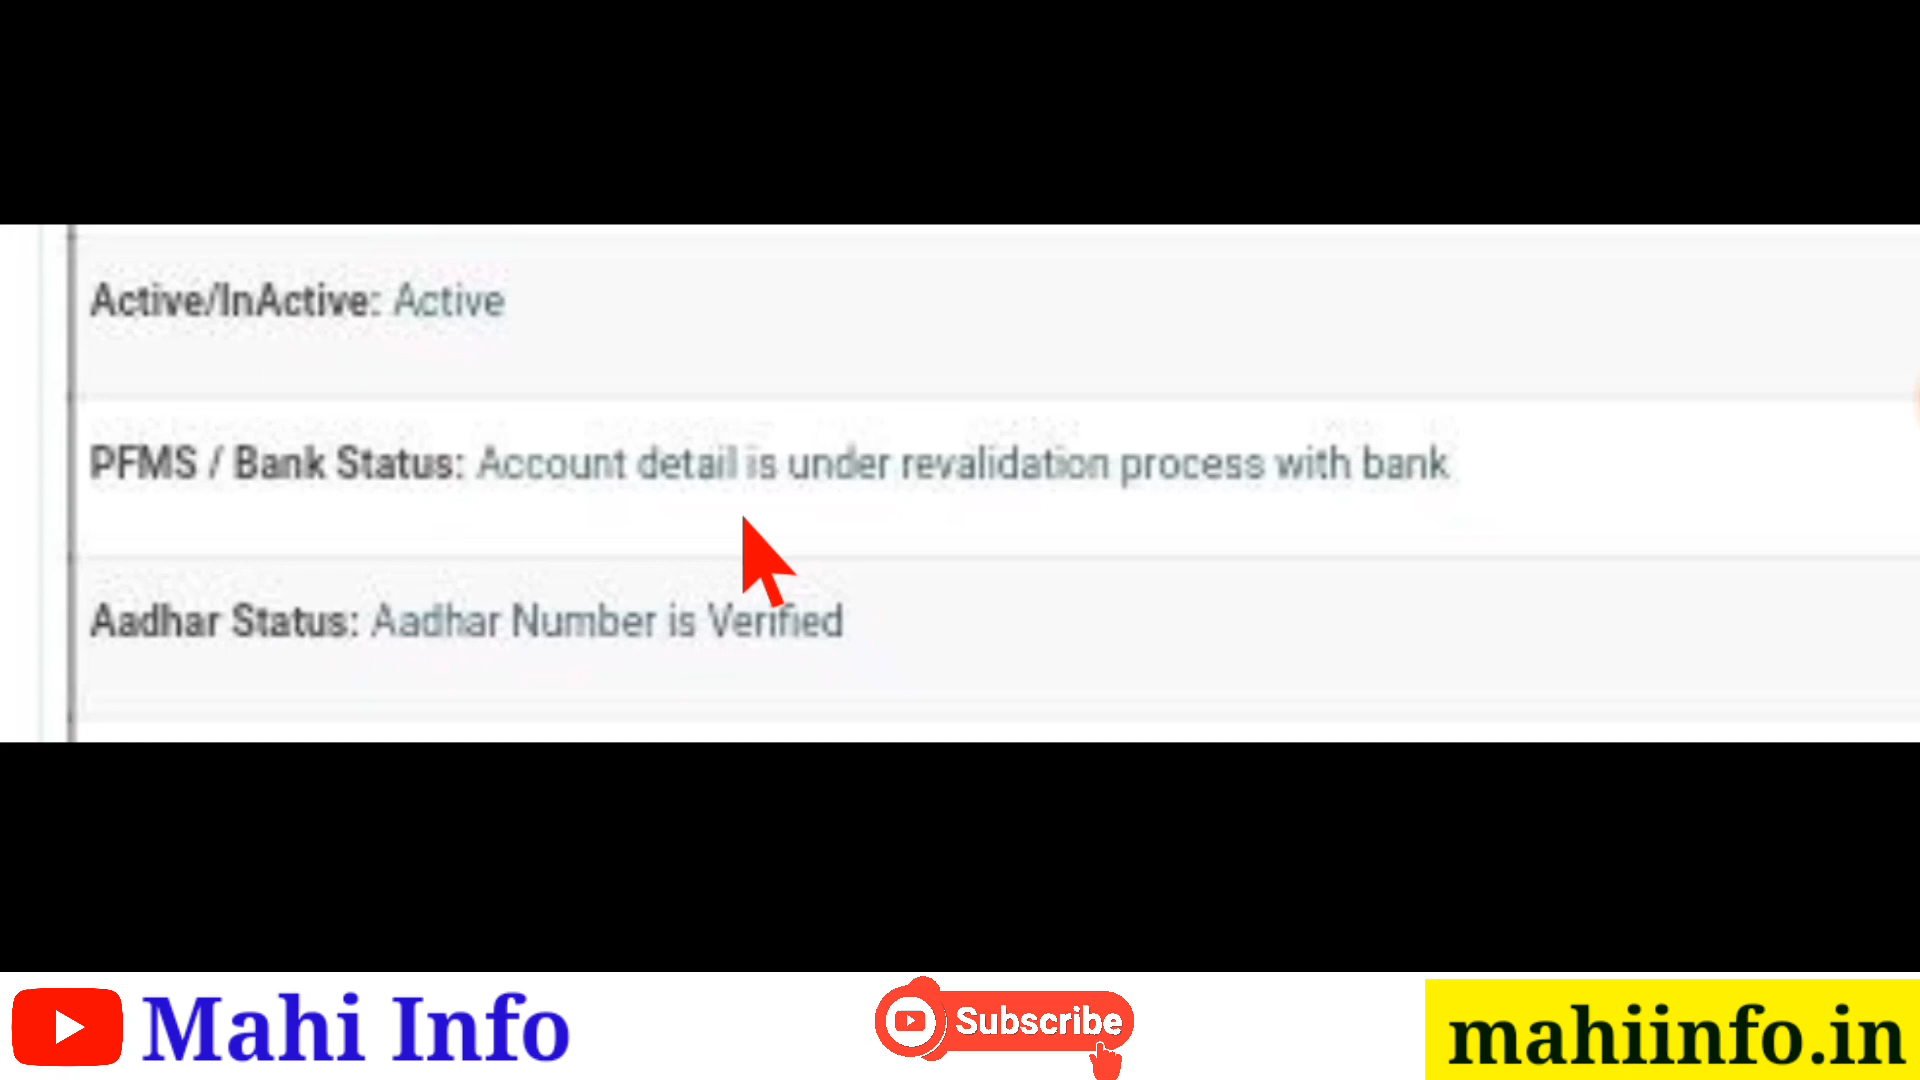 Active/InActive: Active
PFMS / Bank Status: Account detail is under revalidation process with bank
Aadhar Status: Aadhar Number is Verified
Mahi Info
Subscribe
mahiinfo.in